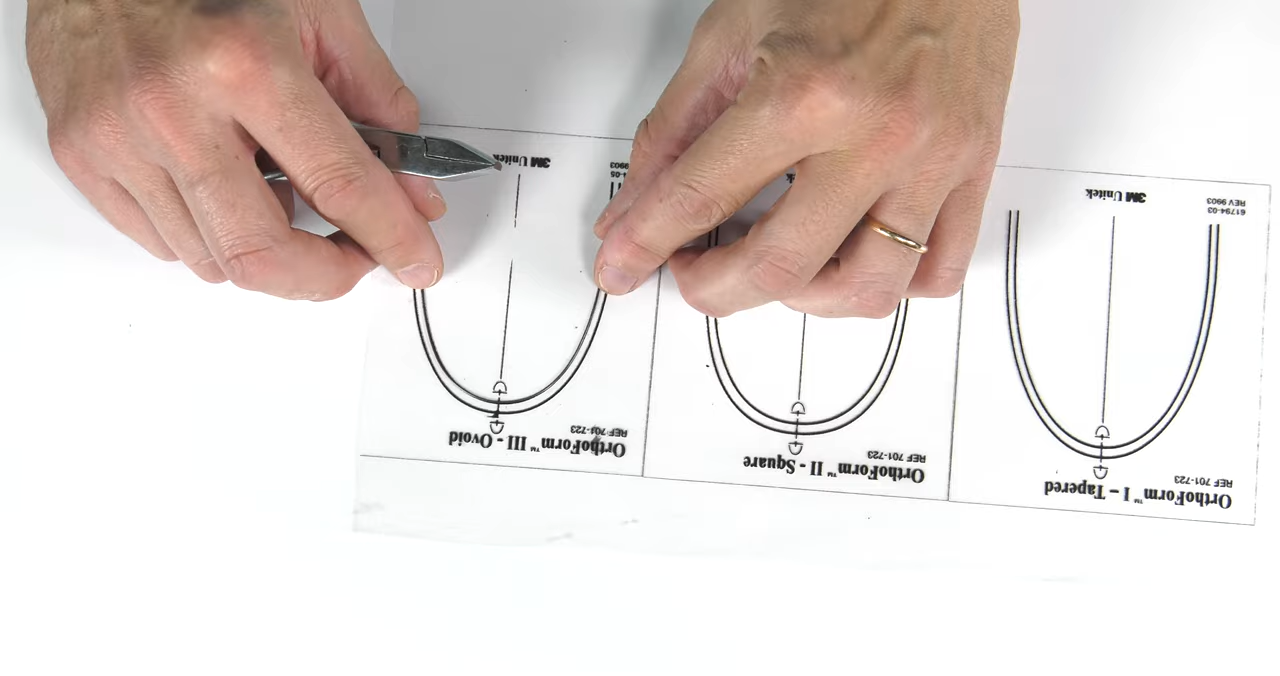 OrthoForm™ I – Tapered
REF 701-723
61794-03
REV 9903
3M Unitek
OrthoForm™ II - Square
REF 701-723
OrthoForm™ III - Ovoid
REF 701-723
9903
3M Unitek